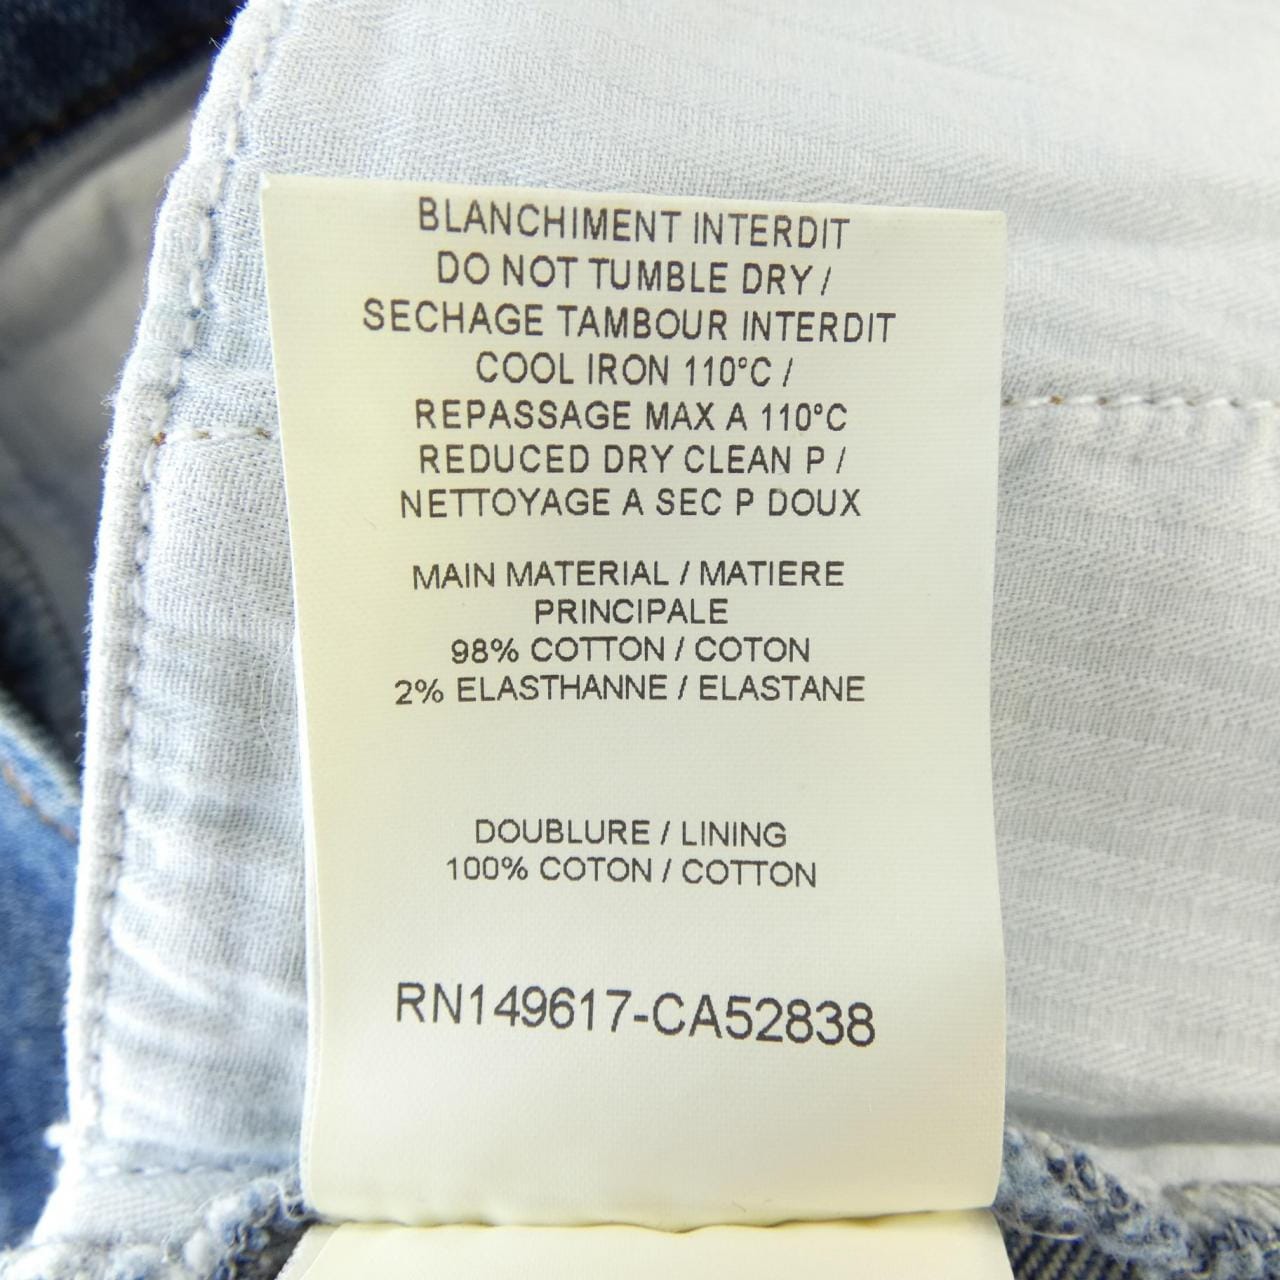 BLANCHIMENT INTERDIT
DO NOT TUMBLE DRY /
SECHAGE TAMBOUR INTERDIT
COOL IRON 110°C /
REPASSAGE MAX A 110°C
REDUCED DRY CLEAN P /
NETTOYAGE A SEC P DOUX
MAIN MATERIAL / MATIERE
PRINCIPALE
98% COTTON / COTON
2% ELASTHANNE / ELASTANE
DOUBLURE / LINING
100% COTON / COTTON
RN149617-CA52838